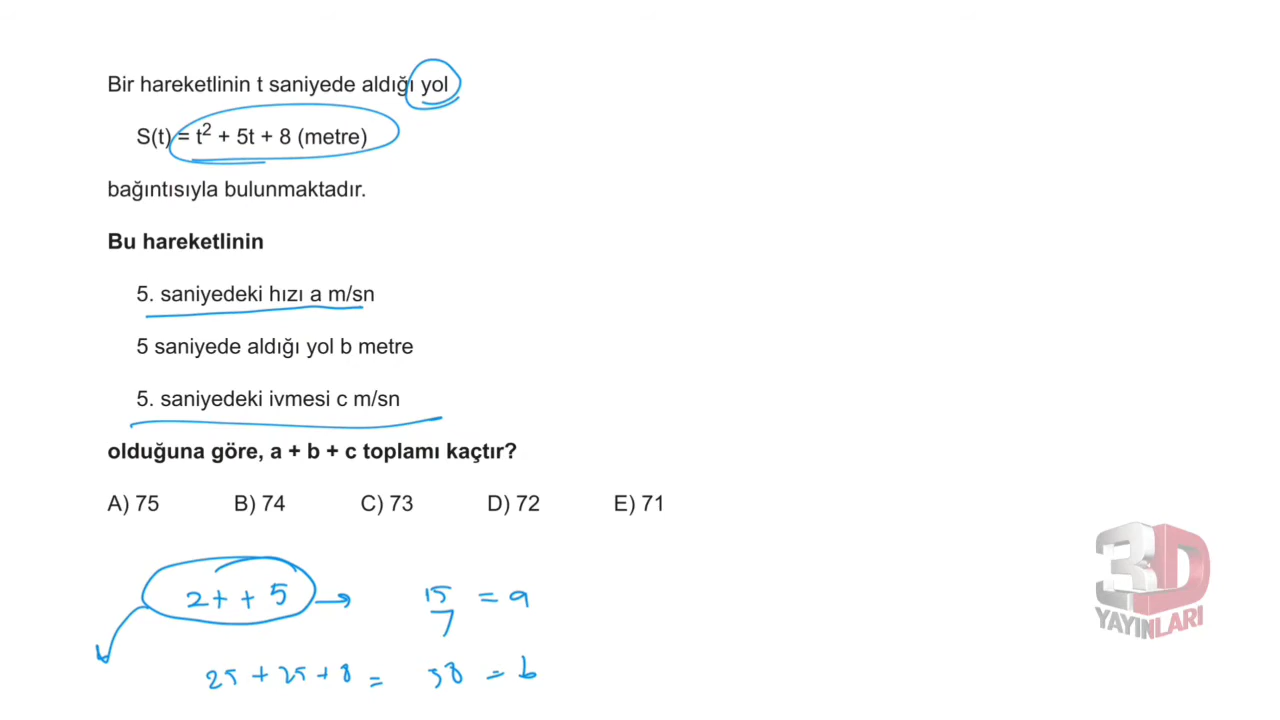 Bir hareketlinin t saniyede aldığı yol
S(t) = t² + 5t + 8 (metre)
bağıntısıyla bulunmaktadır.
Bu hareketlinin
5. saniyedeki hızı a m/sn
5 saniyede aldığı yol b metre
5. saniyedeki ivmesi c m/sn
olduğuna göre, a + b + c toplamı kaçtır?
A) 75 B) 74 C) 73 D) 72 E) 71
2t + 5 → 15 = a
25 + 25 + 8 = 58 = b
3D
YAYINLARI